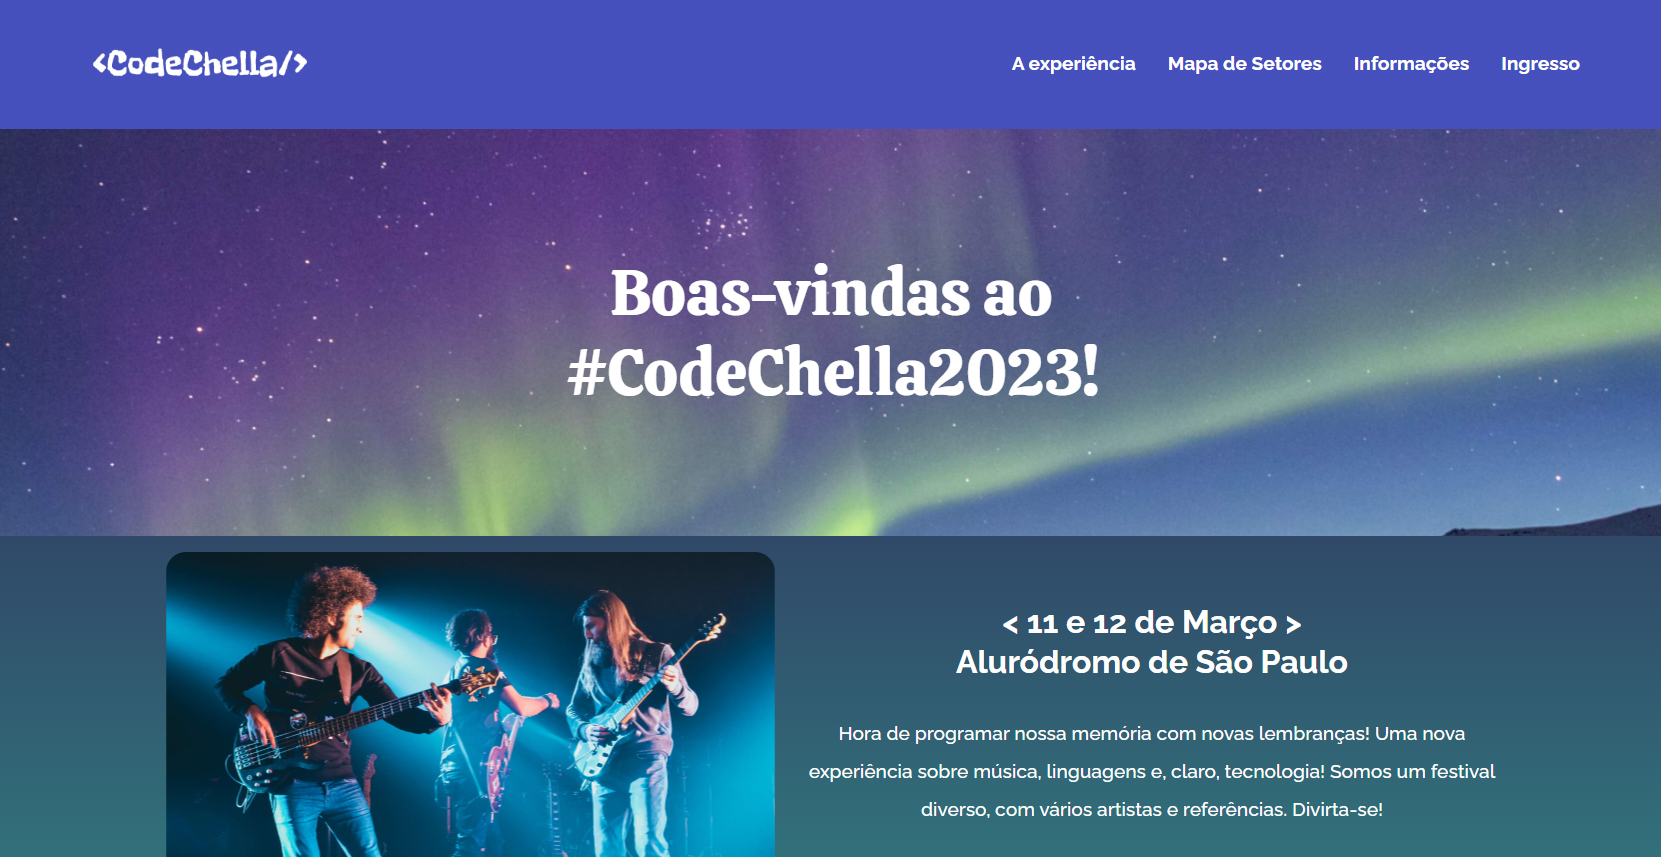 <CodeChella/>
A experiência Mapa de Setores Informações Ingresso
Boas-vindas ao
#CodeChella2023!
< 11 e 12 de Março >
Aluródromo de São Paulo
Hora de programar nossa memória com novas lembranças! Uma nova
experiência sobre música, linguagens e, claro, tecnologia! Somos um festival
diverso, com vários artistas e referências. Divirta-se!